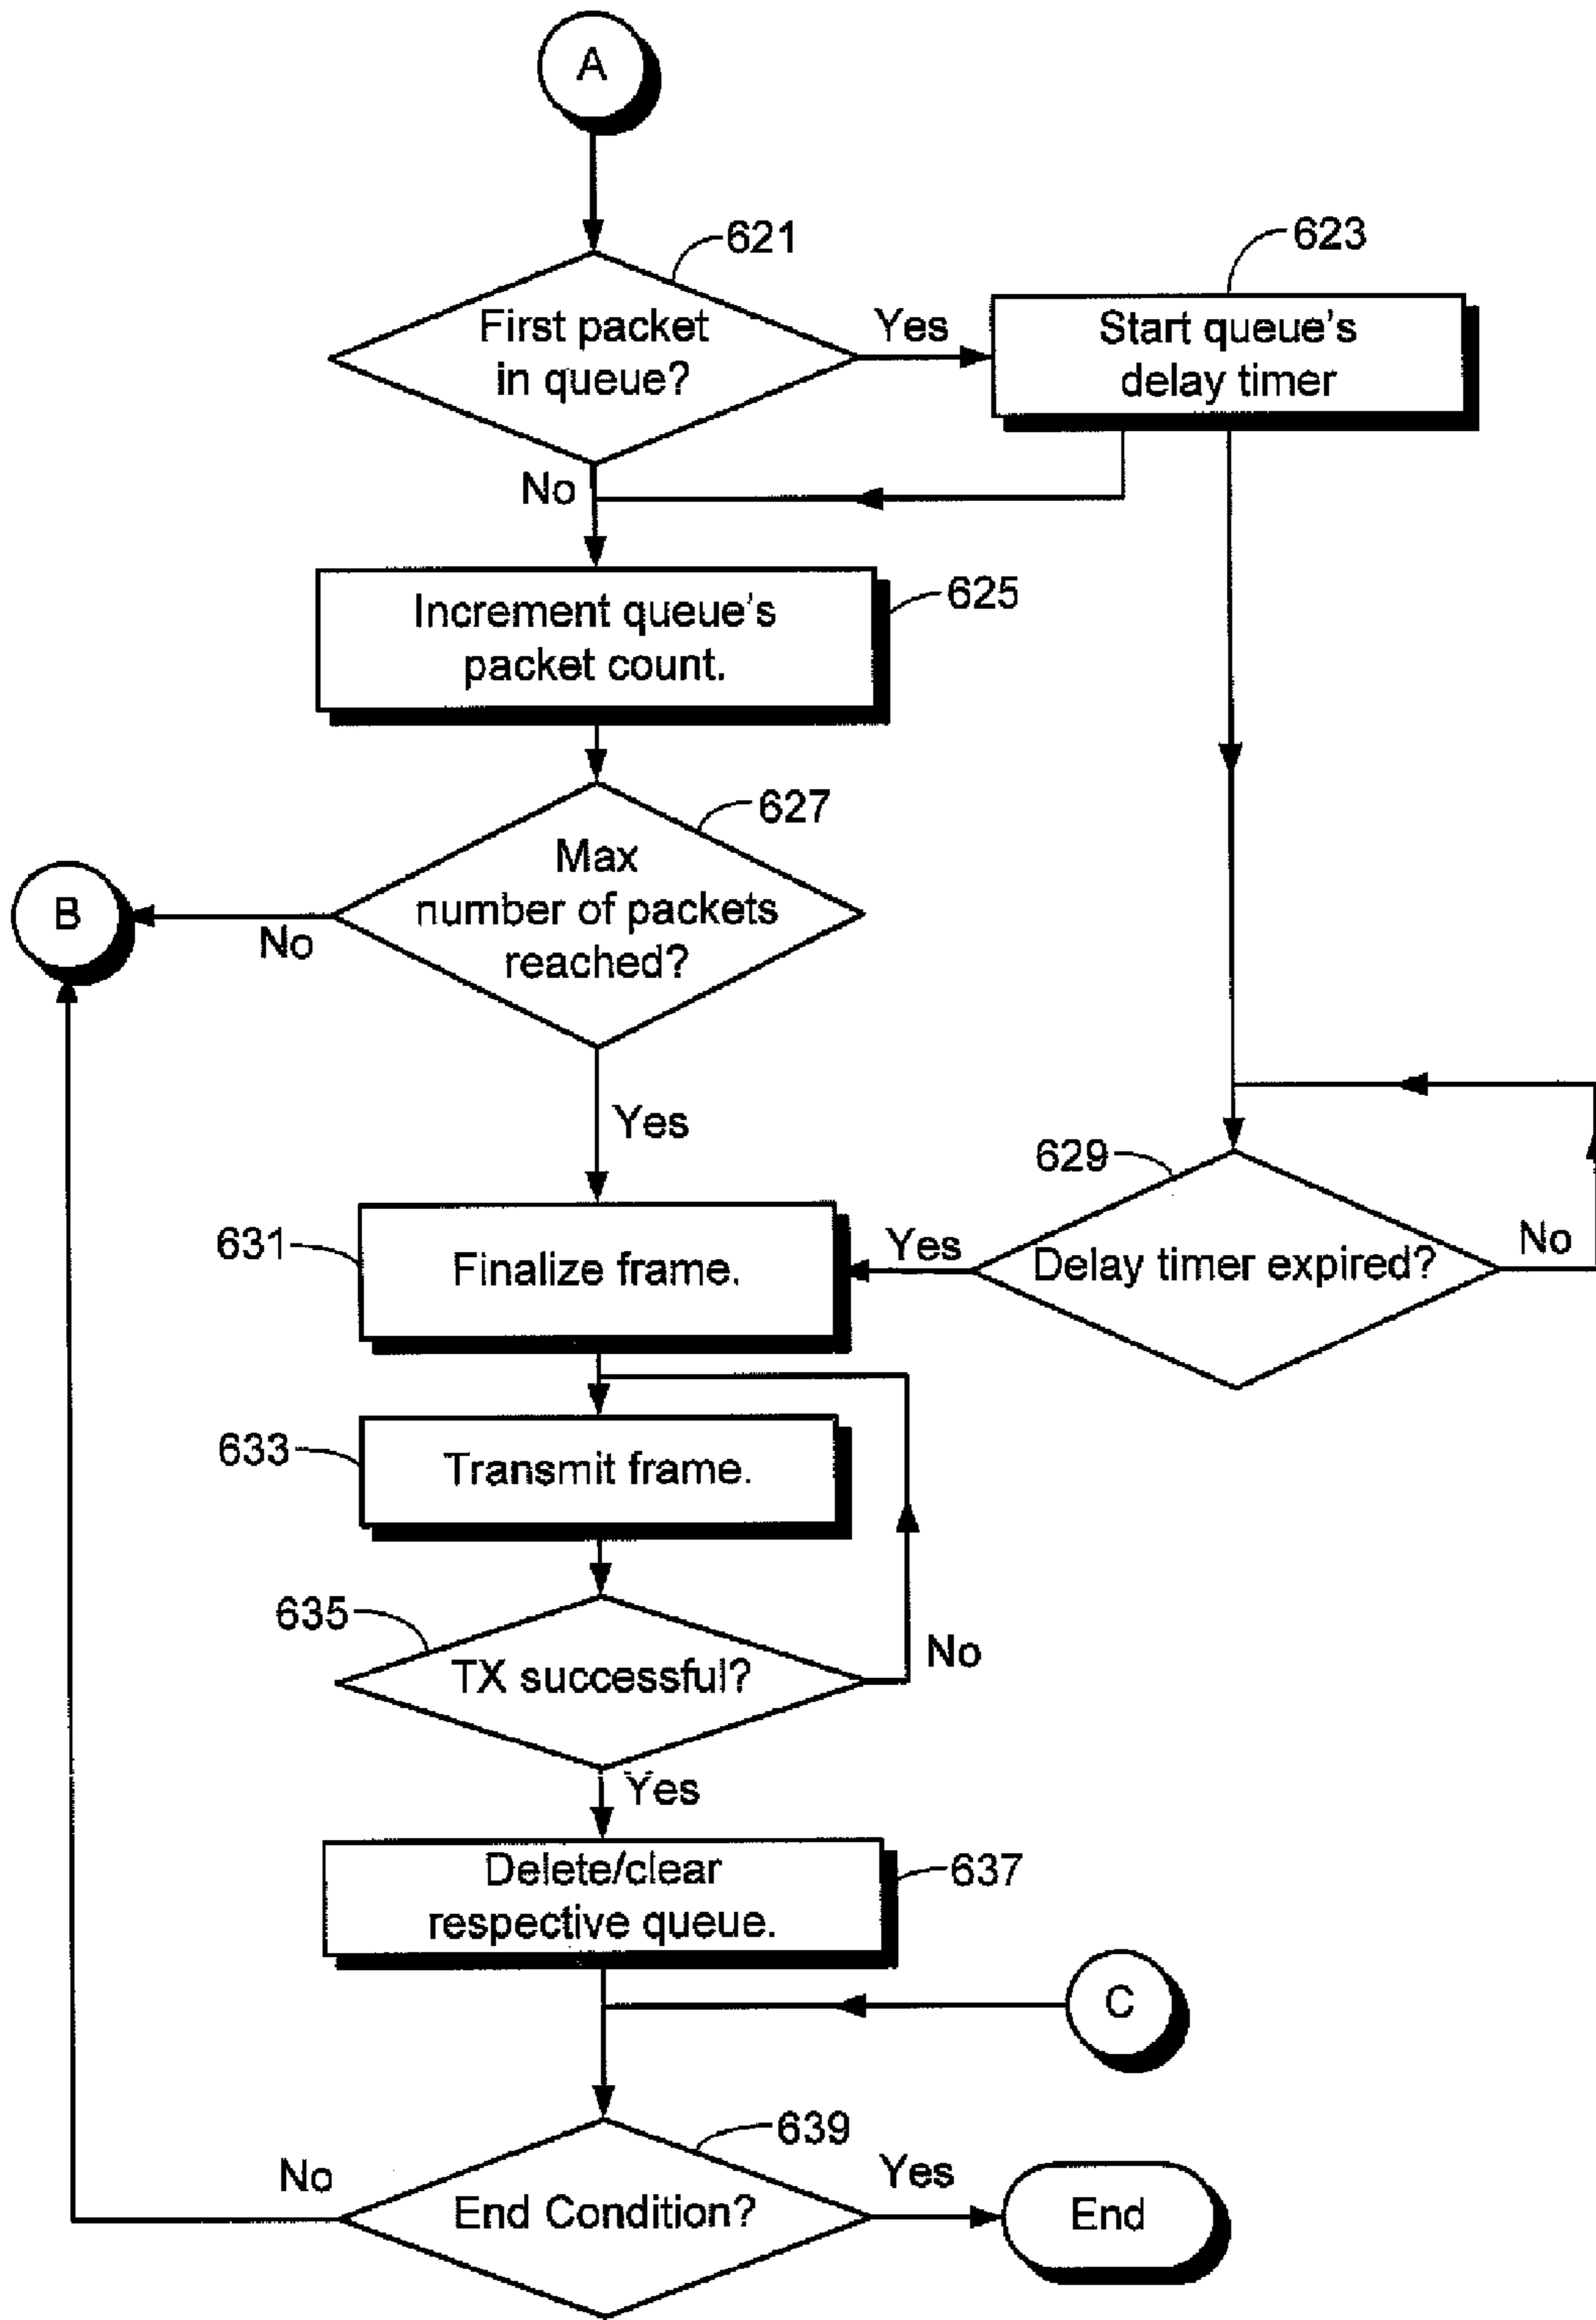 A
621
623
First packet
in queue?
Yes
Start queue's
delay timer
No
Increment queue's
packet count.
625
627
Max
number of packets
reached?
B
No
Yes
629
631
Finalize frame.
Yes
Delay timer expired?
No
633
Transmit frame.
635
TX successful?
No
Yes
Delete/clear
respective queue.
637
C
639
No
End Condition?
Yes
End